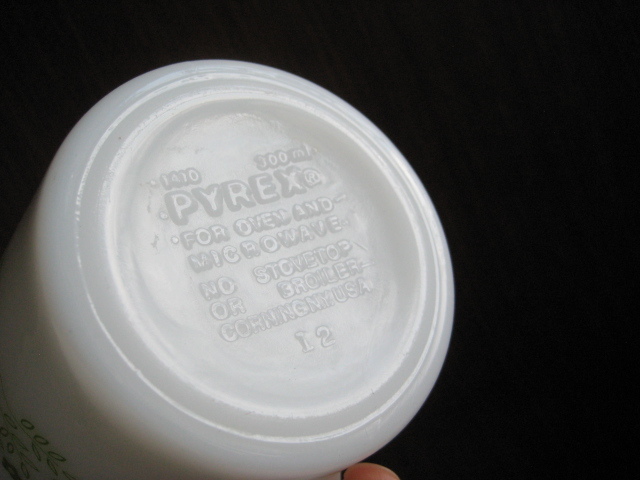 1410 300 ml
PYREX®
FOR OVEN AND
MICROWAVE
NO STOVETOP
OR BROILER
CORNING NY USA
12